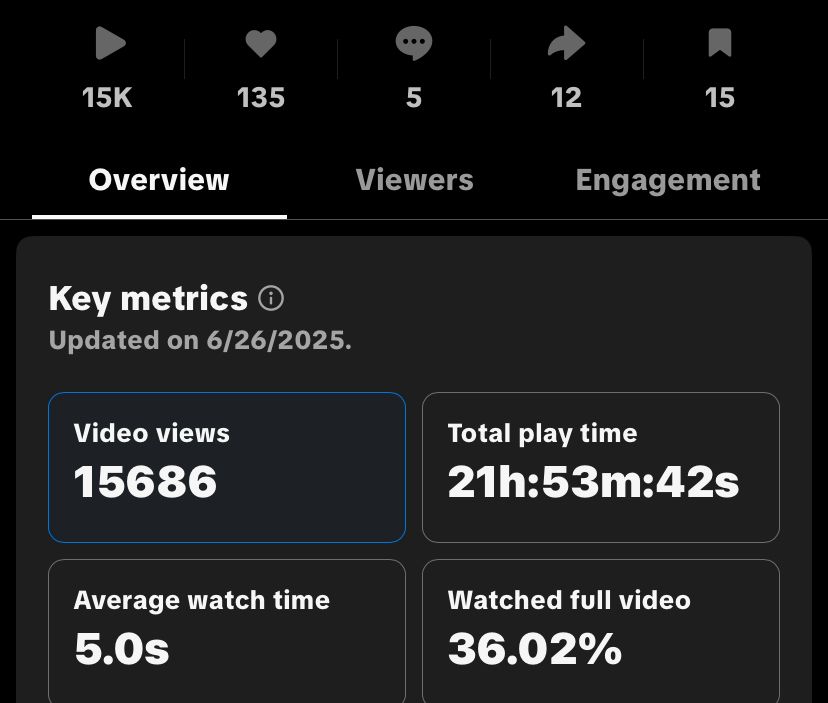 15K 135 5 12 15
Overview Viewers Engagement
Key metrics
Updated on 6/26/2025.
Video views
15686
Total play time
21h:53m:42s
Average watch time
5.0s
Watched full video
36.02%